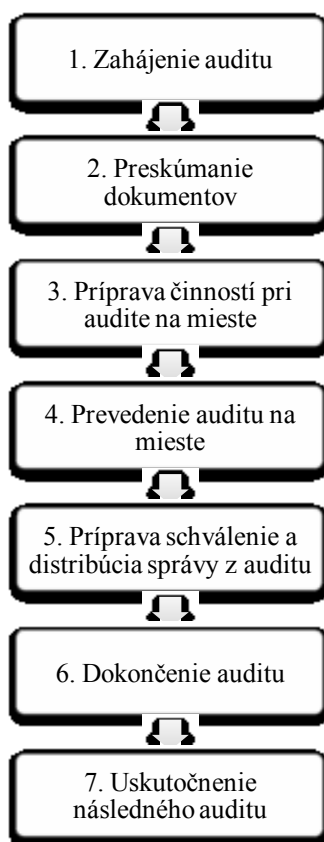 1. Zahájenie auditu
2. Preskúmanie
dokumentov
3. Príprava činností pri
audite na mieste
4. Prevedenie auditu na
mieste
5. Príprava schválenie a
distribúcia správy z auditu
6. Dokončenie auditu
7. Uskutočnenie
následného auditu